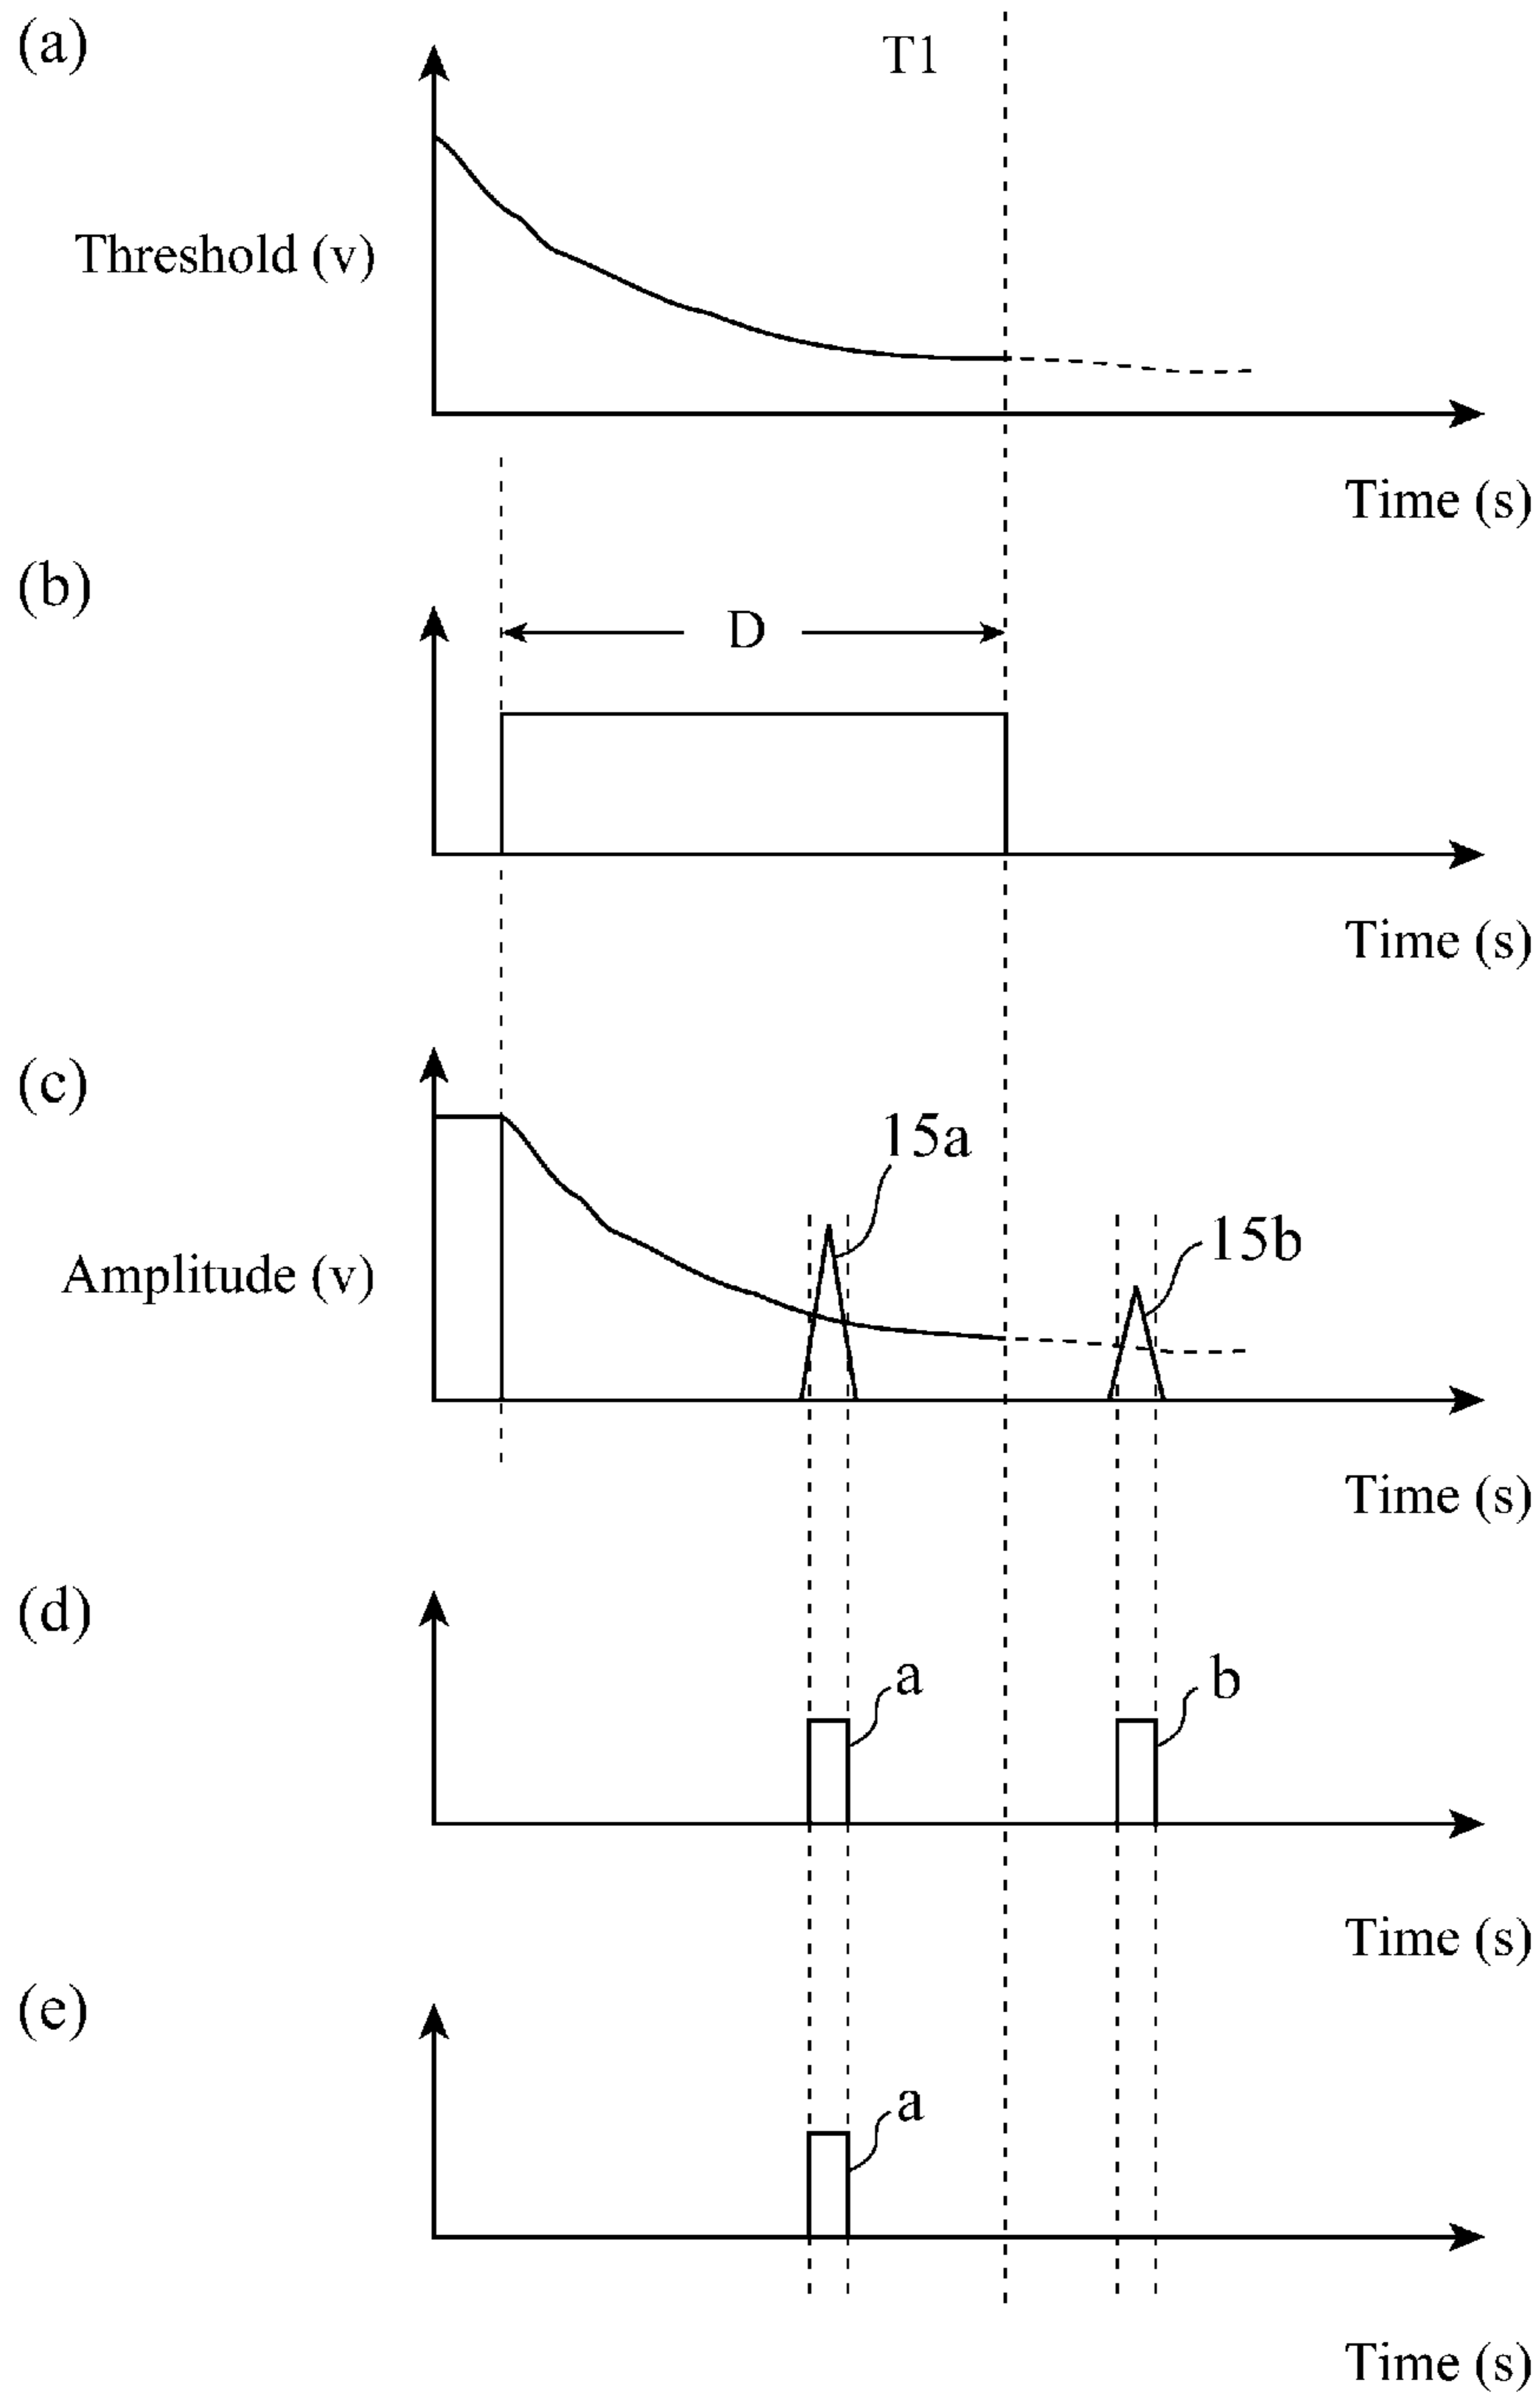 (a)
T1
Threshold (v)
Time (s)
(b)
D
Time (s)
(c)
15a
15b
Amplitude (v)
Time (s)
(d)
a
b
Time (s)
(e)
a
Time (s)